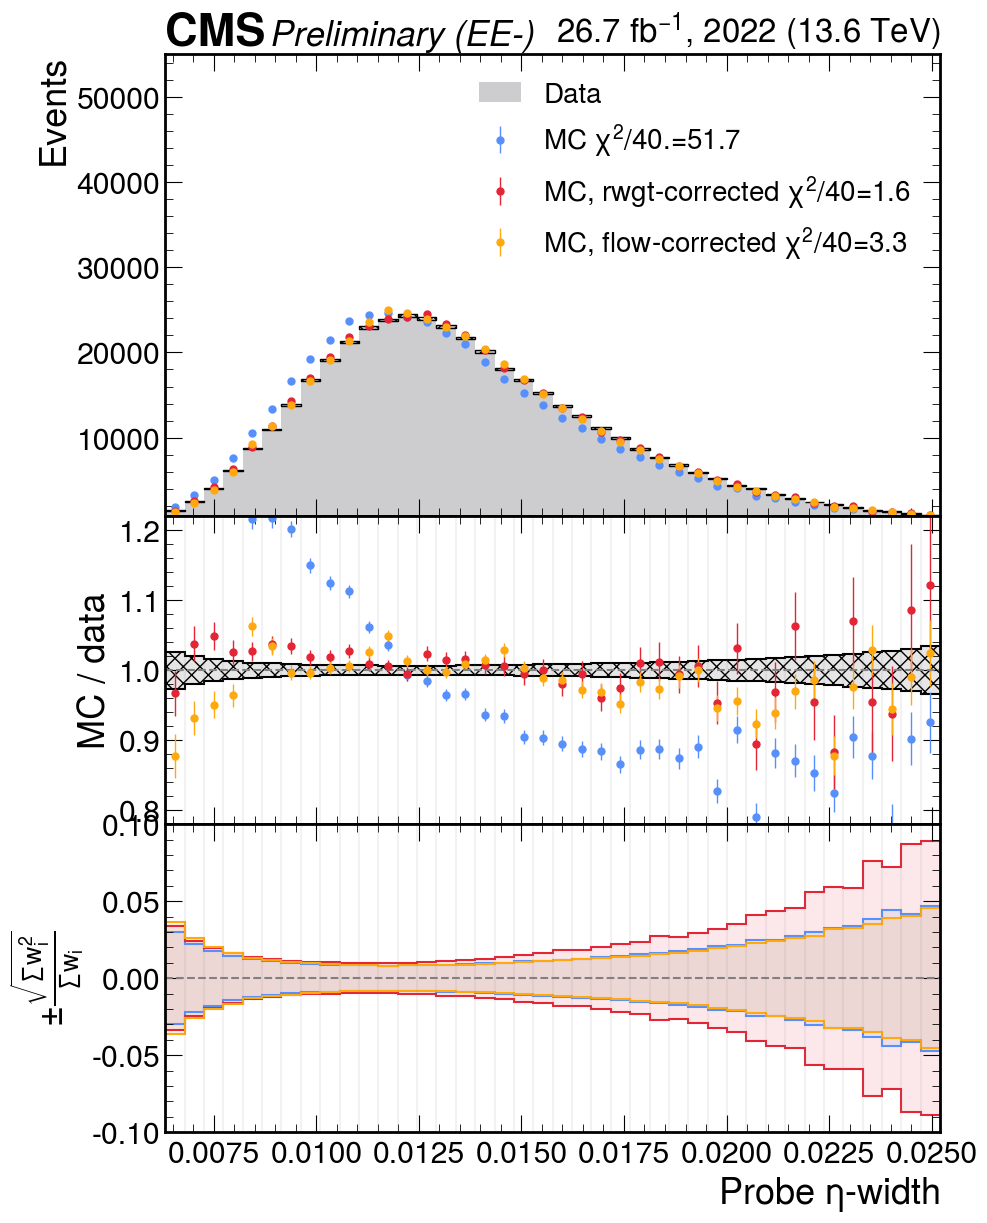 CMS Preliminary (EE-) 26.7 fb⁻¹, 2022 (13.6 TeV)
Events
50000
40000
30000
20000
10000
Data
MC χ²/40.=51.7
MC, rwgt-corrected χ²/40=1.6
MC, flow-corrected χ²/40=3.3
MC / data
1.2
1.1
1.0
0.9
0.8
±√Σwᵢ²/Σwᵢ
0.10
0.05
0.00
-0.05
-0.10
0.0075 0.0100 0.0125 0.0150 0.0175 0.0200 0.0225 0.0250
Probe η-width